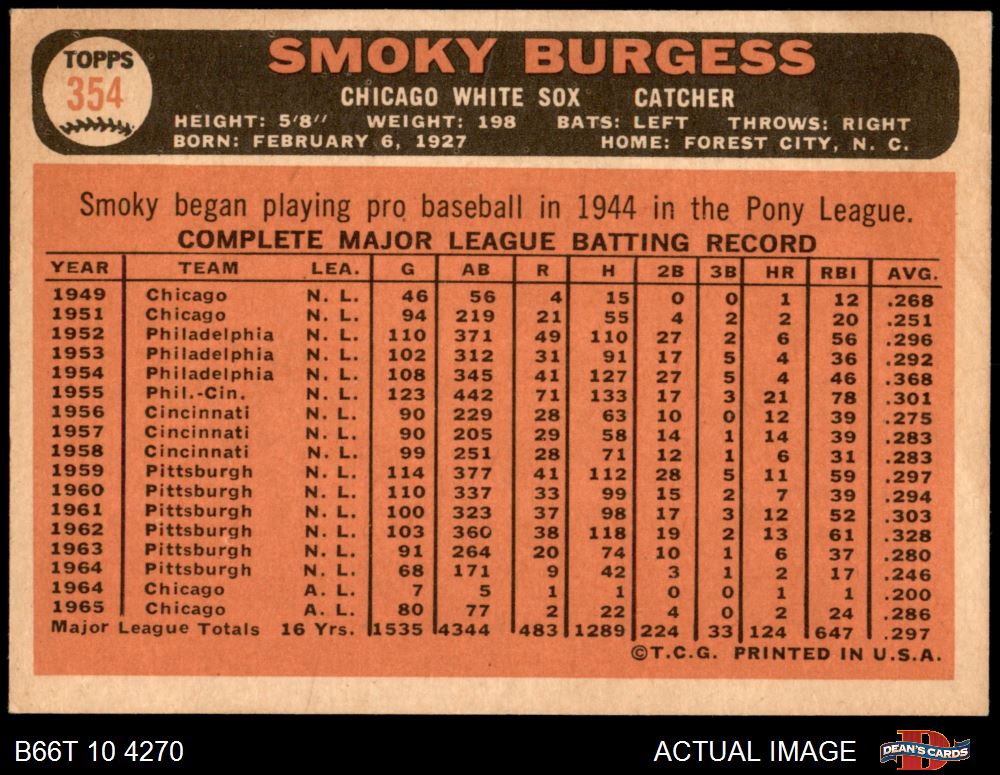 TOPPS
354
SMOKY BURGESS
CHICAGO WHITE SOX CATCHER
HEIGHT: 5'8" WEIGHT: 198 BATS: LEFT THROWS: RIGHT
BORN: FEBRUARY 6, 1927 HOME: FOREST CITY, N. C.
Smoky began playing pro baseball in 1944 in the Pony League.
COMPLETE MAJOR LEAGUE BATTING RECORD
YEAR TEAM LEA. G AB R H 2B 3B HR RBI AVG.
1949 Chicago N. L. 46 56 4 15 0 0 1 12 .268
1951 Chicago N. L. 94 219 21 55 4 2 2 20 .251
1952 Philadelphia N. L. 110 371 49 110 27 2 6 56 .296
1953 Philadelphia N. L. 102 312 31 91 17 5 4 36 .292
1954 Philadelphia N. L. 108 345 41 127 27 5 4 46 .368
1955 Phil.-Cin. N. L. 123 442 71 133 17 3 21 78 .301
1956 Cincinnati N. L. 90 229 28 63 10 0 12 39 .275
1957 Cincinnati N. L. 90 205 29 58 14 1 14 39 .283
1958 Cincinnati N. L. 99 251 28 71 12 1 6 31 .283
1959 Pittsburgh N. L. 114 377 41 112 28 5 11 59 .297
1960 Pittsburgh N. L. 110 337 33 99 15 2 7 39 .294
1961 Pittsburgh N. L. 100 323 37 98 17 3 12 52 .303
1962 Pittsburgh N. L. 103 360 38 118 19 2 13 61 .328
1963 Pittsburgh N. L. 91 264 20 74 10 1 6 37 .280
1964 Pittsburgh N. L. 68 171 9 42 3 1 2 17 .246
1964 Chicago A. L. 7 5 1 1 0 0 1 1 .200
1965 Chicago A. L. 80 77 2 22 4 0 2 24 .286
Major League Totals 16 Yrs. 1535 4344 483 1289 224 33 124 647 .297
©T.C.G. PRINTED IN U.S.A.
B66T 10 4270 ACTUAL IMAGE DEAN'S CARDS